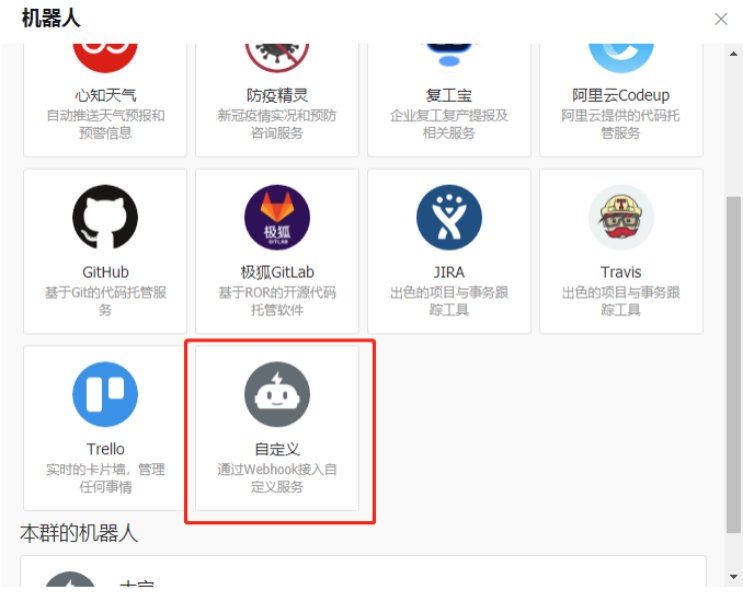 机器人
心知天气
自动推送天气预报和
预警信息
防疫精灵
新冠疫情实况和预防
咨询服务
复工宝
企业复工复产提报及
相关服务
阿里云Codeup
阿里云提供的代码托
管服务
GitHub
基于Git的代码托管服
务
极狐
GITLAB
极狐GitLab
基于ROR的开源代码
托管软件
JIRA
出色的项目与事务跟
踪工具
T
Travis
出色的项目与事务跟
踪工具
Trello
实时的卡片墙，管理
任何事情
自定义
通过Webhook接入自
定义服务
本群的机器人